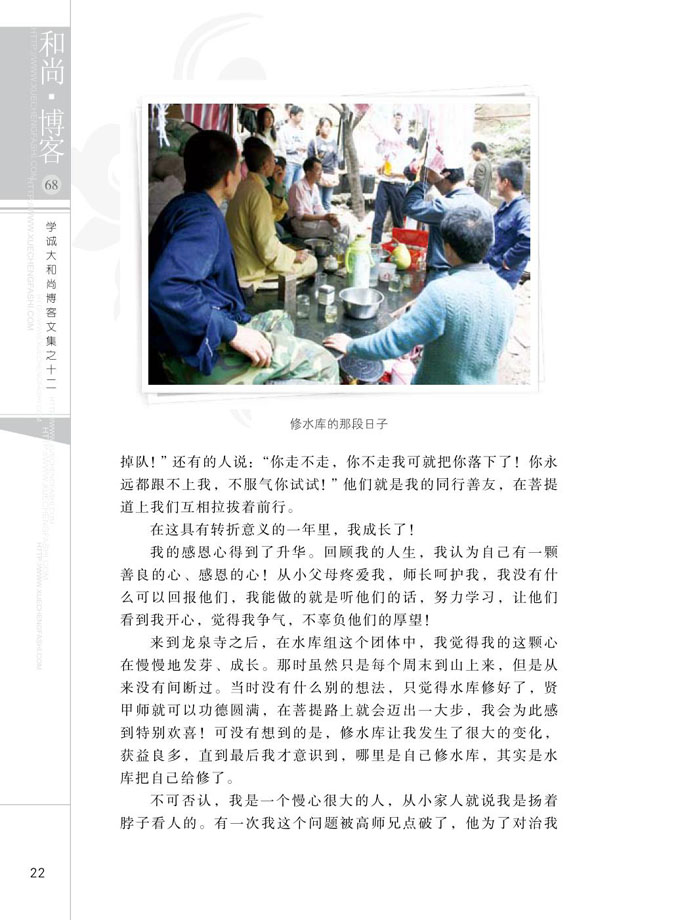 和尚·博客
68
学诚大和尚博客文集之十二
修水库的那段日子
掉队！”还有的人说：“你走不走，你不走我可就把你落下了！你永
远都跟不上我，不服气你试试！”他们就是我的同行善友，在菩提
道上我们互相拉拔着前行。
在这具有转折意义的一年里，我成长了！
我的感恩心得到了升华。回顾我的人生，我认为自己有一颗
善良的心、感恩的心！从小父母疼爱我，师长呵护我，我没有什
么可以回报他们，我能做的就是听他们的话，努力学习，让他们
看到我开心，觉得我争气，不辜负他们的厚望！
来到龙泉寺之后，在水库组这个团体中，我觉得我的这颗心
在慢慢地发芽、成长。那时虽然只是每个周末到山上来，但是从
来没有间断过。当时没有什么别的想法，只觉得水库修好了，贤
甲师就可以功德圆满，在菩提路上就会迈出一大步，我会为此感
到特别欢喜！可没有想到的是，修水库让我发生了很大的变化，
获益良多，直到最后我才意识到，哪里是自己修水库，其实是水
库把自己给修了。
不可否认，我是一个慢心很大的人，从小家人就说我是扬着
脖子看人的。有一次我这个问题被高师兄点破了，他为了对治我
22
HTTP://WWW.XUECHENGFASHI.COM